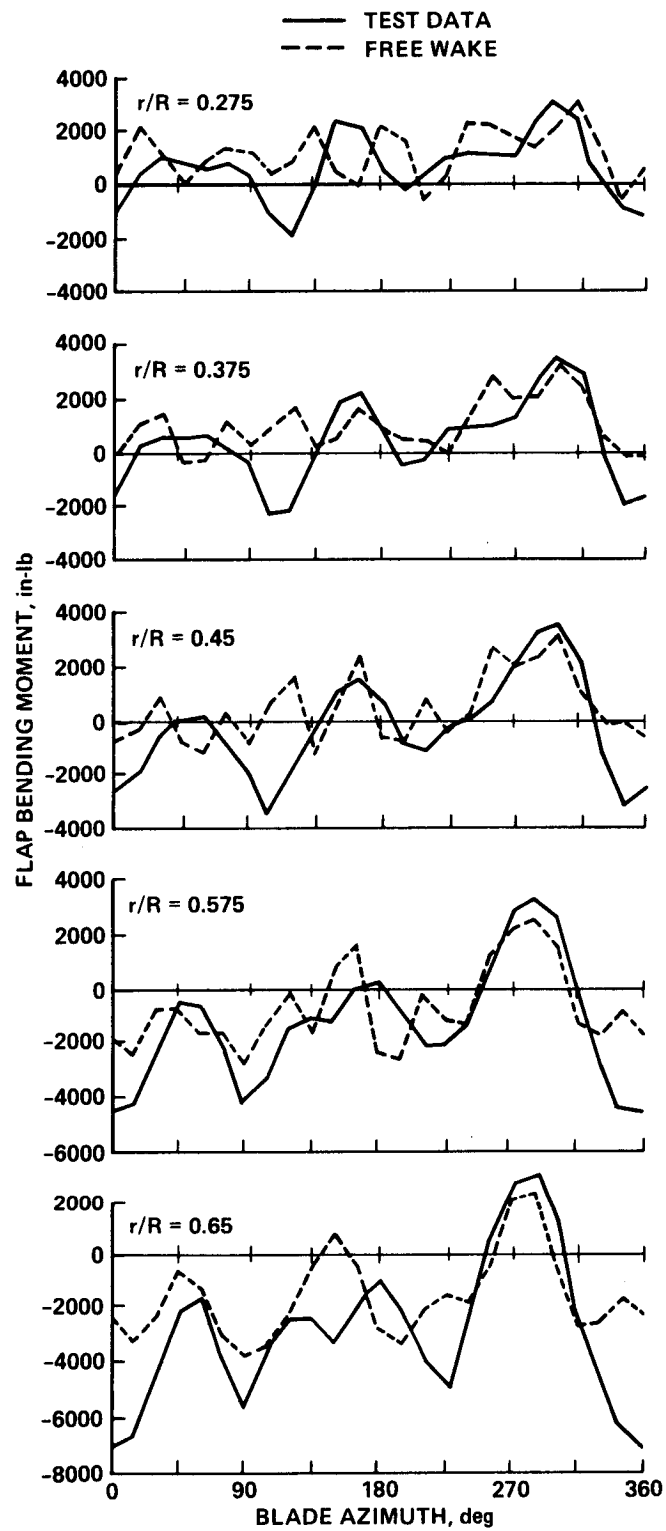 TEST DATA
FREE WAKE
4000
r/R = 0.275
2000
0
−2000
−4000
4000
r/R = 0.375
2000
0
−2000
−4000
FLAP BENDING MOMENT, in-lb
4000
r/R = 0.45
2000
0
−2000
−4000
4000
r/R = 0.575
2000
0
−2000
−4000
−6000
2000
r/R = 0.65
0
−2000
−4000
−6000
−8000
0 90 180 270 360
BLADE AZIMUTH, deg